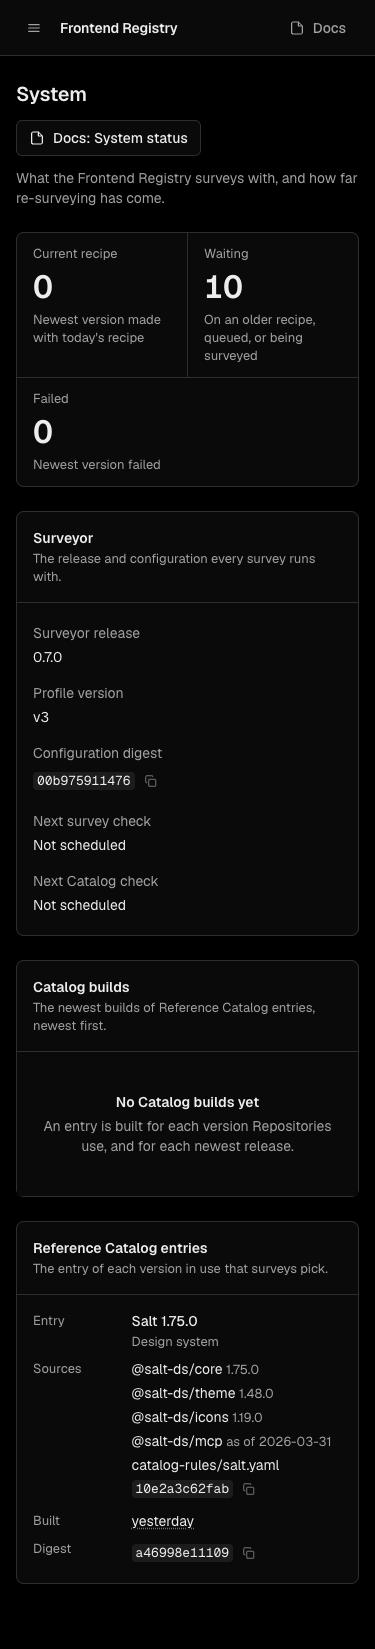 Frontend Registry
Docs
System
Docs: System status
What the Frontend Registry surveys with, and how far
re-surveying has come.
Current recipe
0
Newest version made
with today's recipe
Waiting
10
On an older recipe,
queued, or being
surveyed
Failed
0
Newest version failed
Surveyor
The release and configuration every survey runs
with.
Surveyor release
0.7.0
Profile version
v3
Configuration digest
00b975911476
Next survey check
Not scheduled
Next Catalog check
Not scheduled
Catalog builds
The newest builds of Reference Catalog entries,
newest first.
No Catalog builds yet
An entry is built for each version Repositories
use, and for each newest release.
Reference Catalog entries
The entry of each version in use that surveys pick.
Entry
Salt 1.75.0
Design system
Sources
@salt-ds/core 1.75.0
@salt-ds/theme 1.48.0
@salt-ds/icons 1.19.0
@salt-ds/mcp as of 2026-03-31
catalog-rules/salt.yaml
10e2a3c62fab
Built
yesterday
Digest
a46998e11109